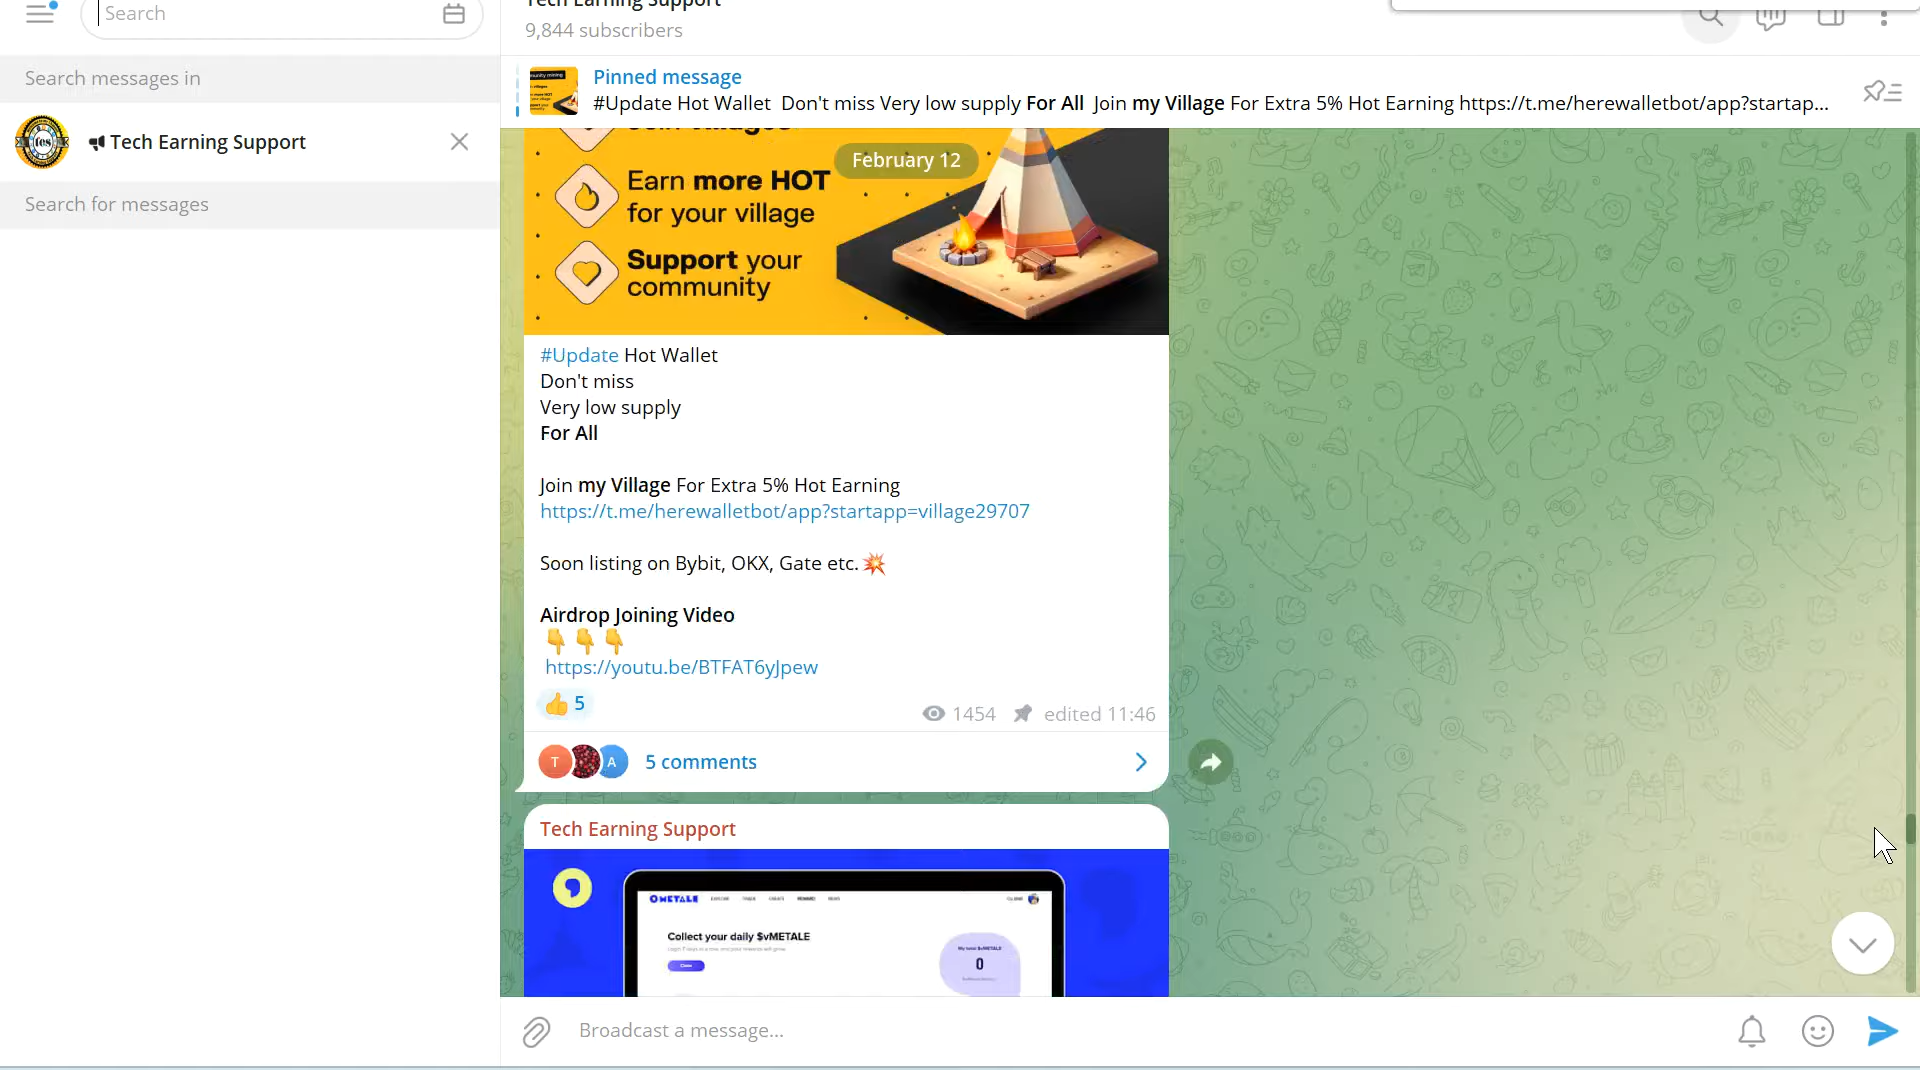 Search
Tech Earning Support
9,844 subscribers
Search messages in
Tech Earning Support
Search for messages
Pinned message
#Update Hot Wallet Don't miss Very low supply For All Join my Village For Extra 5% Hot Earning https://t.me/herewalletbot/app?startap...
February 12
Earn more HOT
for your village
Support your
community
#Update Hot Wallet
Don't miss
Very low supply
For All
Join my Village For Extra 5% Hot Earning
https://t.me/herewalletbot/app?startapp=village29707
Soon listing on Bybit, OKX, Gate etc.💥
Airdrop Joining Video
👇👇👇
https://youtu.be/BTFAT6yJpew
👍 5
1454 edited 11:46
T A 5 comments
Tech Earning Support
METALE
Collect your daily $vMETALE
0
Broadcast a message...